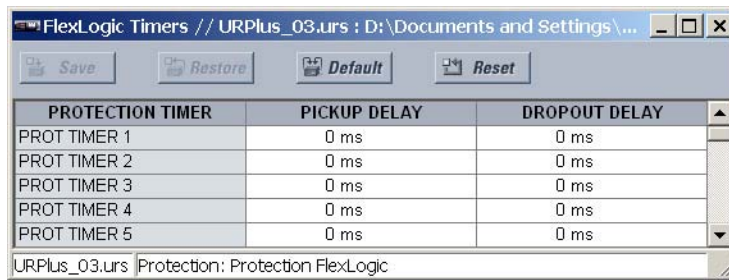 FlexLogic Timers // URPlus_03.urs : D:\Documents and Settings\...
Save Restore Default Reset
PROTECTION TIMER PICKUP DELAY DROPOUT DELAY
PROT TIMER 1 0 ms 0 ms
PROT TIMER 2 0 ms 0 ms
PROT TIMER 3 0 ms 0 ms
PROT TIMER 4 0 ms 0 ms
PROT TIMER 5 0 ms 0 ms
URPlus_03.urs Protection: Protection FlexLogic